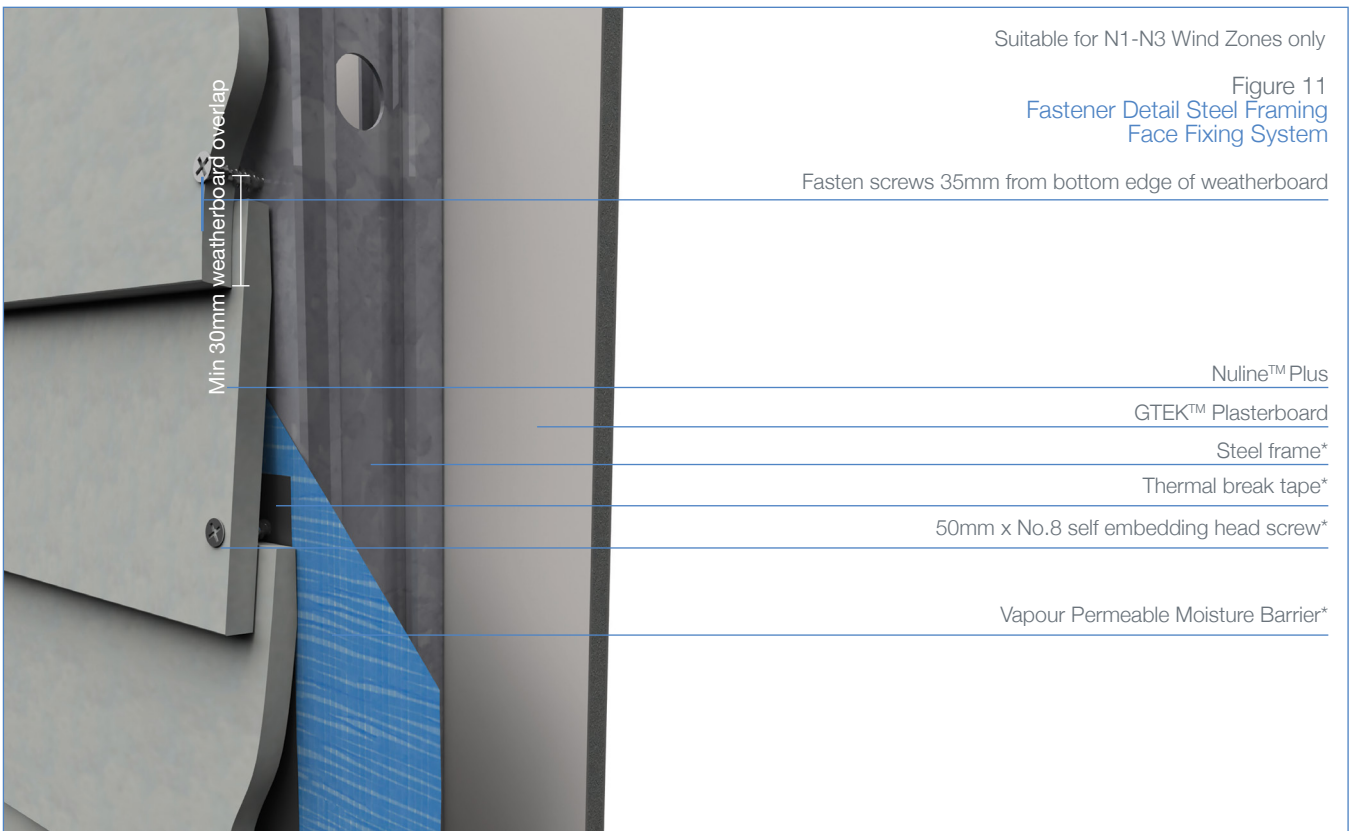 Suitable for N1-N3 Wind Zones only
Figure 11
Fastener Detail Steel Framing
Face Fixing System
Min 30mm weatherboard overlap
Fasten screws 35mm from bottom edge of weatherboard
Nuline™ Plus
GTEK™ Plasterboard
Steel frame*
Thermal break tape*
50mm x No.8 self embedding head screw*
Vapour Permeable Moisture Barrier*